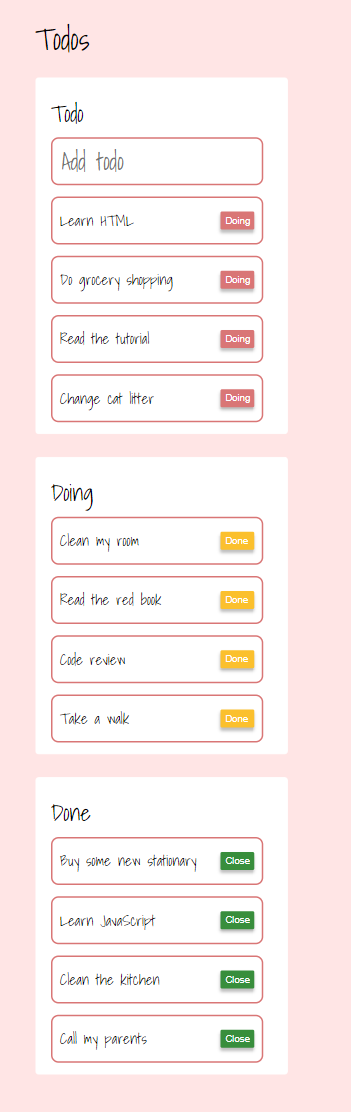 Todos
Todo
Add todo
Learn HTML Doing
Do grocery shopping Doing
Read the tutorial Doing
Change cat litter Doing
Doing
Clean my room Done
Read the red book Done
Code review Done
Take a walk Done
Done
Buy some new stationary Close
Learn JavaScript Close
Clean the kitchen Close
Call my parents Close